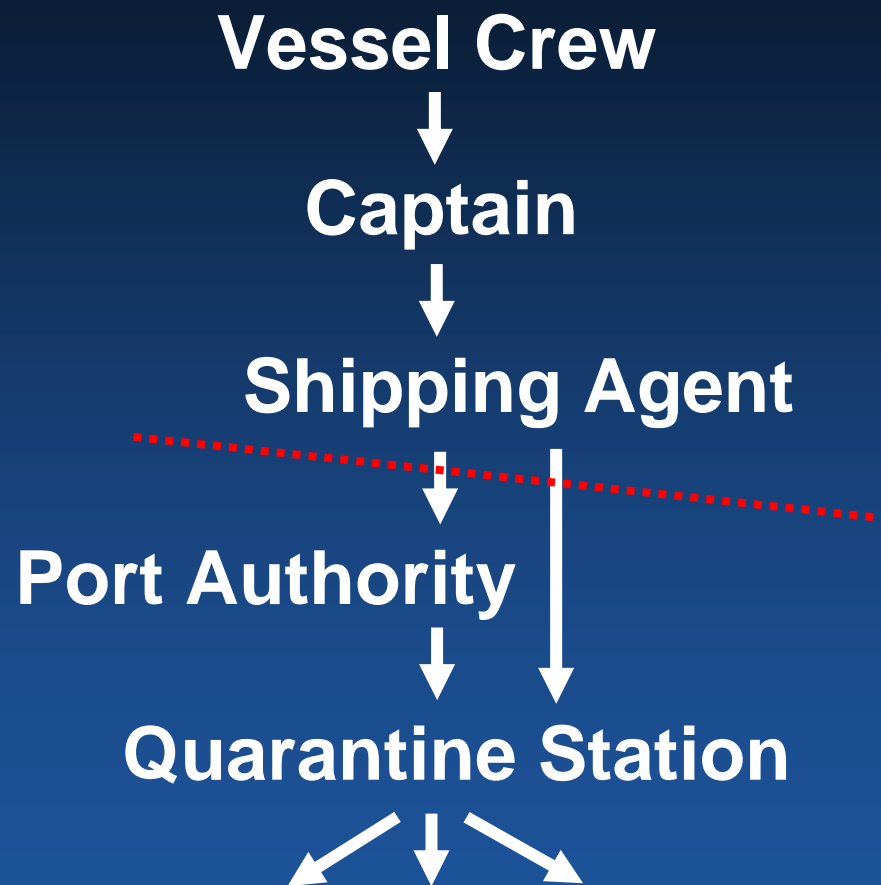 Vessel Crew
Captain
Shipping Agent
Port Authority
Quarantine Station